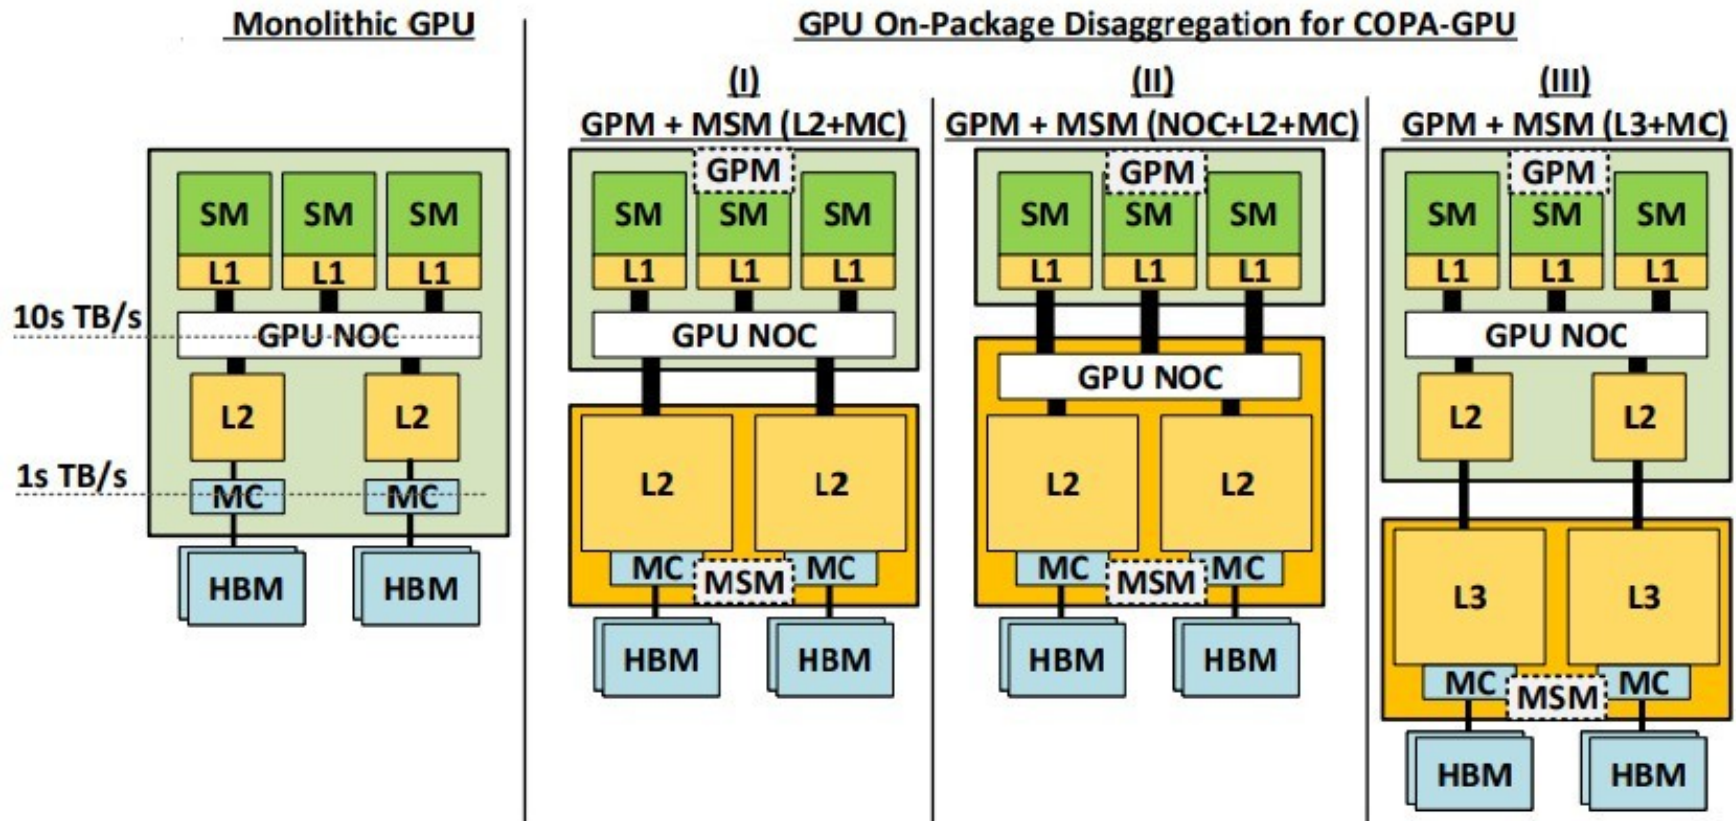 Monolithic GPU
10s TB/s
1s TB/s
SM SM SM
L1 L1 L1
GPU NOC
L2 L2
MC MC
HBM HBM
GPU On-Package Disaggregation for COPA-GPU
(I)
GPM + MSM (L2+MC)
GPM
SM SM SM
L1 L1 L1
GPU NOC
L2 L2
MC MSM MC
HBM HBM
(II)
GPM + MSM (NOC+L2+MC)
GPM
SM SM SM
L1 L1 L1
GPU NOC
L2 L2
MC MSM MC
HBM HBM
(III)
GPM + MSM (L3+MC)
GPM
SM SM SM
L1 L1 L1
GPU NOC
L2 L2
L3 L3
MC MSM MC
HBM HBM